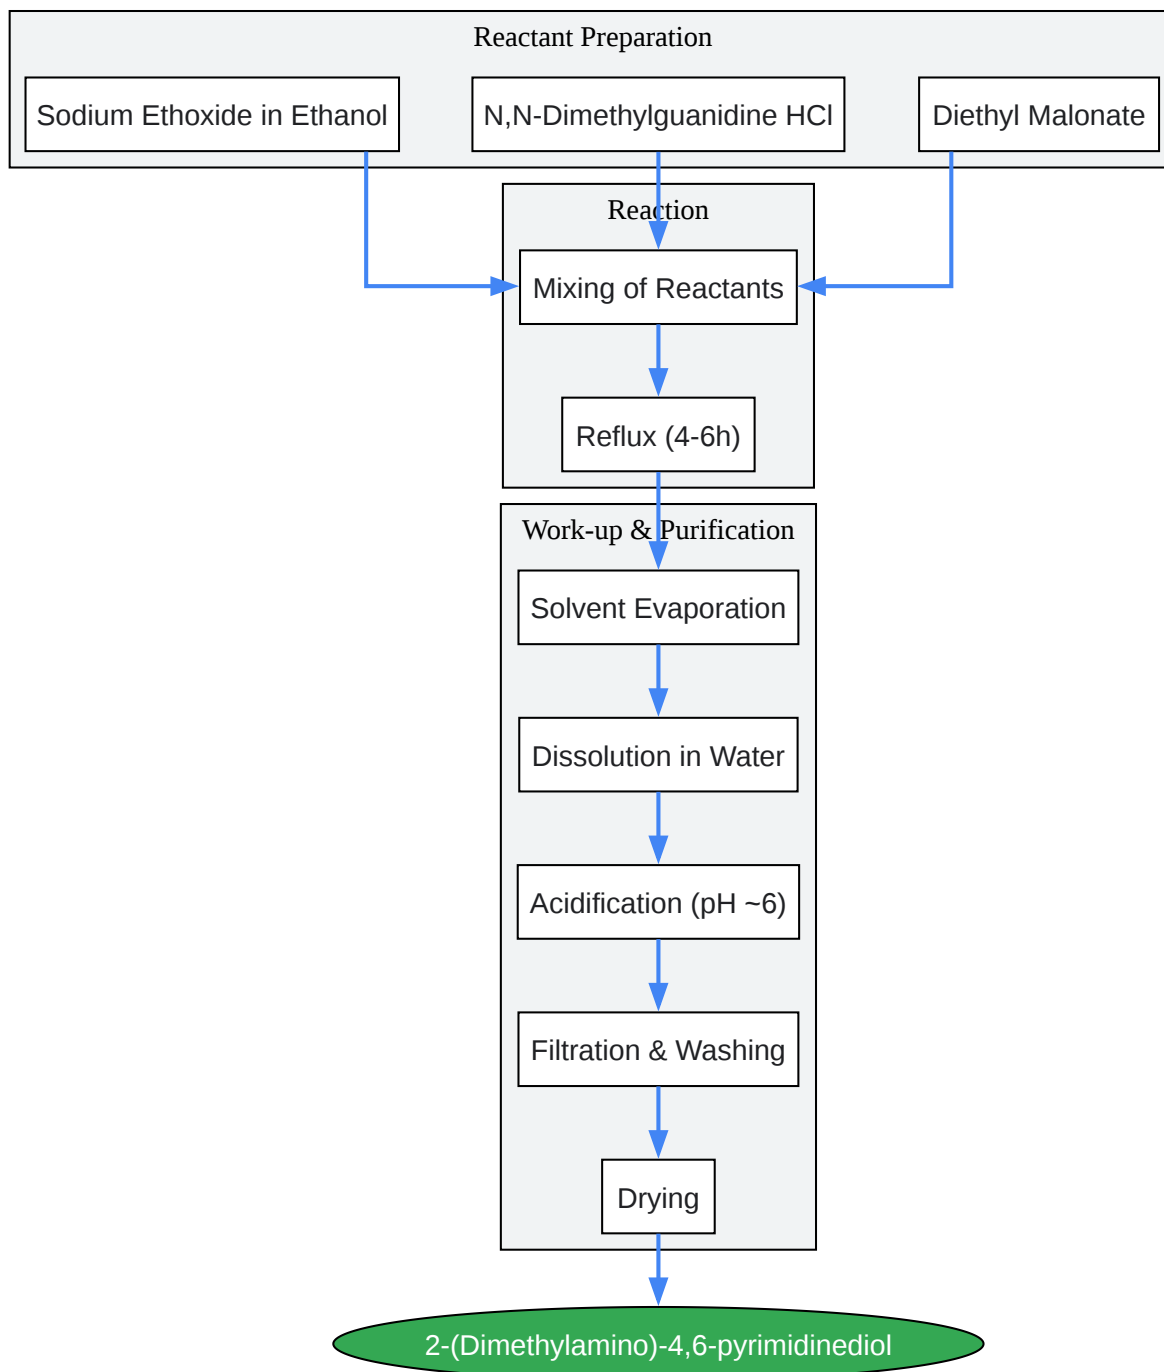 Reactant Preparation
Sodium Ethoxide in Ethanol
N,N-Dimethylguanidine HCl
Diethyl Malonate
Reaction
Mixing of Reactants
Reflux (4-6h)
Work-up & Purification
Solvent Evaporation
Dissolution in Water
Acidification (pH ~6)
Filtration & Washing
Drying
2-(Dimethylamino)-4,6-pyrimidinediol